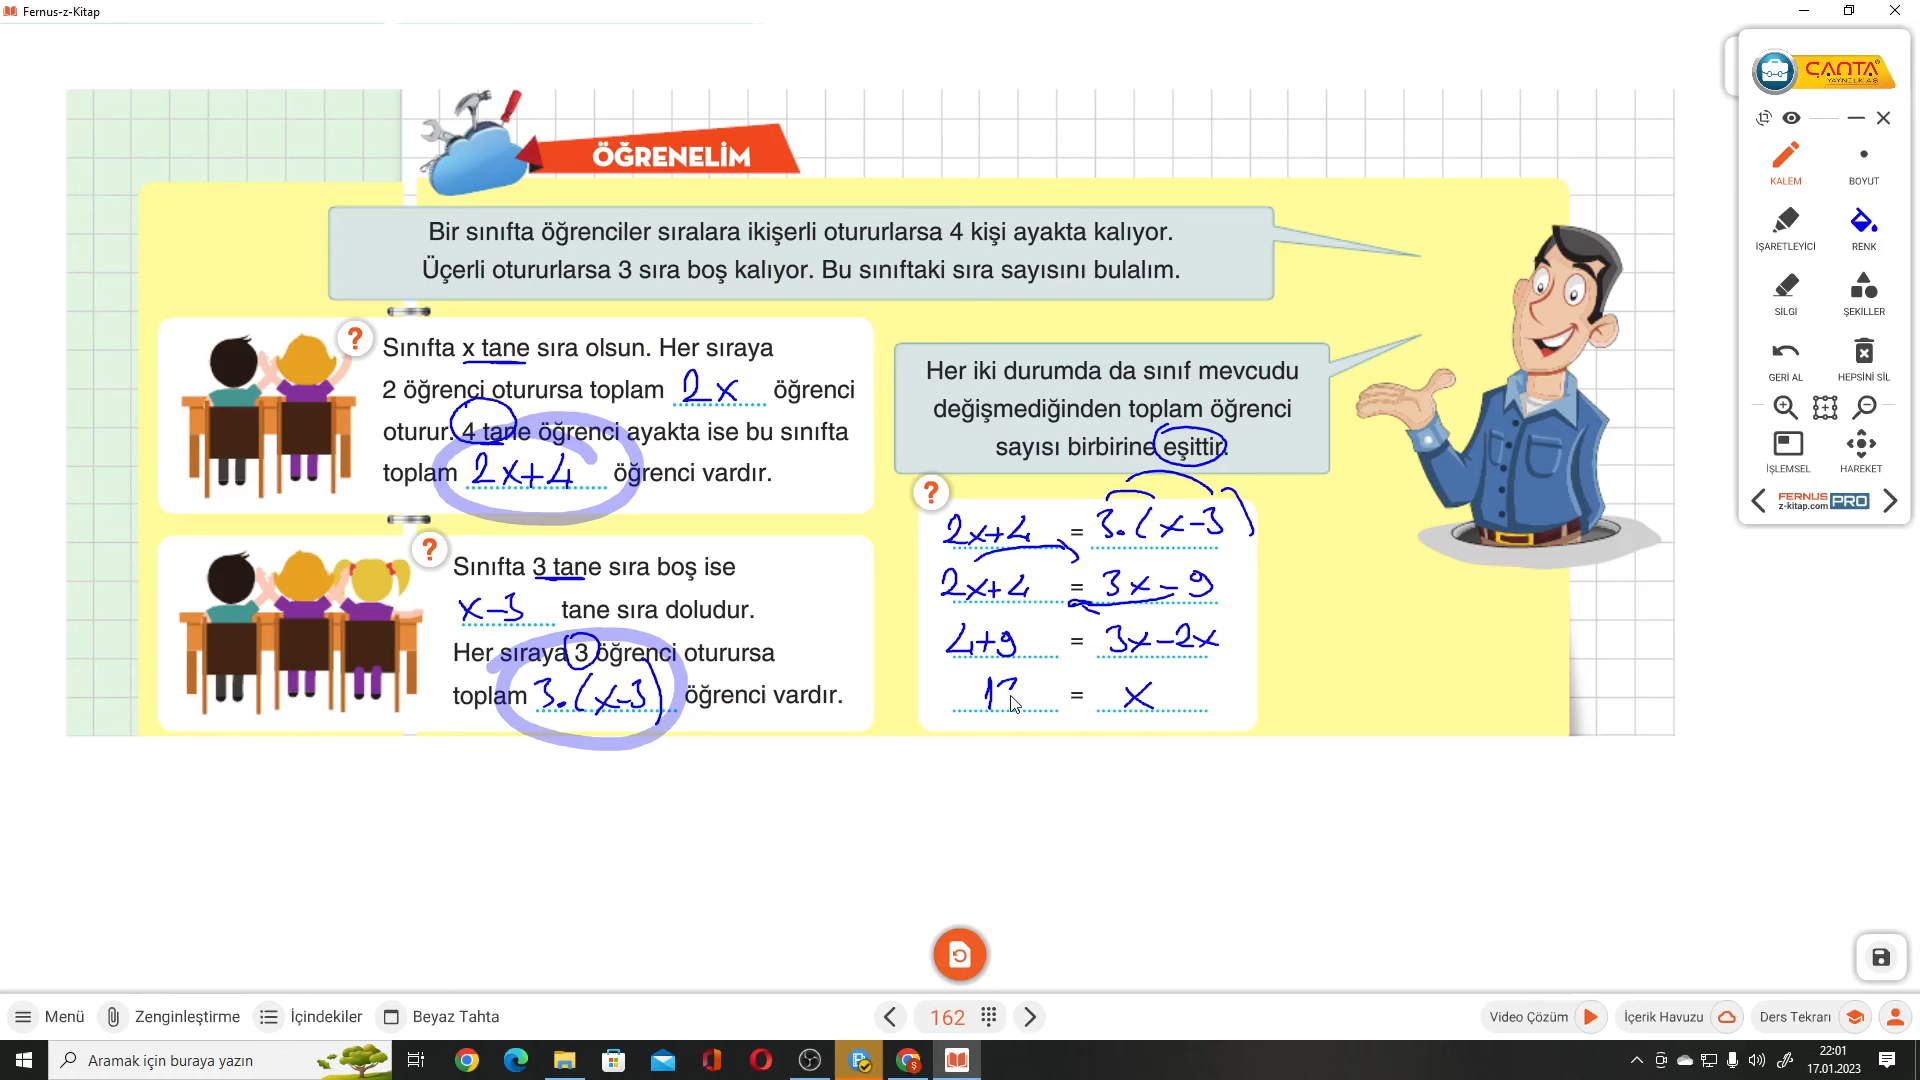 Fernus-z-Kitap
ÖĞRENELİM
Bir sınıfta öğrenciler sıralara ikişerli otururlarsa 4 kişi ayakta kalıyor.
Üçerli otururlarsa 3 sıra boş kalıyor. Bu sınıftaki sıra sayısını bulalım.
?
Sınıfta x tane sıra olsun. Her sıraya
2 öğrenci oturursa toplam 2x öğrenci
oturur. 4 tane öğrenci ayakta ise bu sınıfta
toplam 2x+4 öğrenci vardır.
?
Sınıfta 3 tane sıra boş ise
x-3 tane sıra doludur.
Her sıraya 3 öğrenci oturursa
toplam 3.(x-3) öğrenci vardır.
Her iki durumda da sınıf mevcudu
değişmediğinden toplam öğrenci
sayısı birbirine eşittir.
?
2x+4 = 3.(x-3)
2x+4 = 3x-9
4+9 = 3x-2x
13 = x
ÇANTA
YAYINCILIK A.Ş.
KALEM BOYUT
İŞARETLEYİCİ RENK
SİLGİ ŞEKİLLER
GERİ AL HEPSİNİ SİL
İŞLEMSEL HAREKET
FERNUS PRO
z-kitap.com
Menü Zenginleştirme İçindekiler Beyaz Tahta 162 Video Çözüm İçerik Havuzu Ders Tekrarı
Aramak için buraya yazın
22:01
17.01.2023